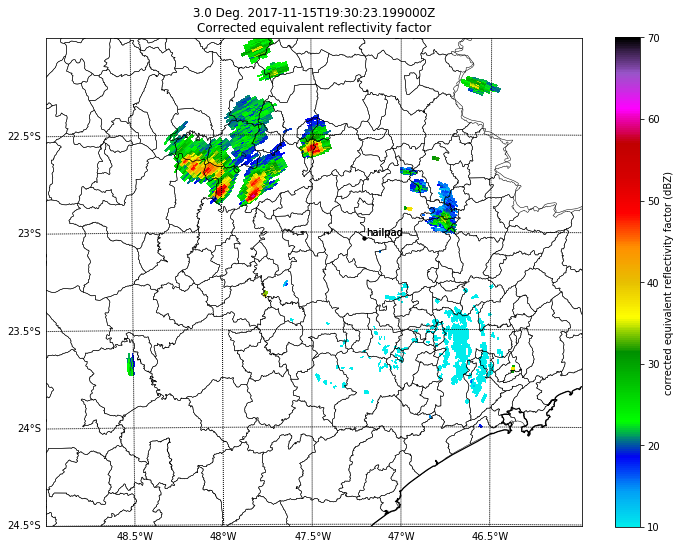 3.0 Deg. 2017-11-15T19:30:23.199000Z
Corrected equivalent reflectivity factor
70
60
50
40
30
20
10
corrected equivalent reflectivity factor (dBZ)
22.5°S
23°S
23.5°S
24°S
24.5°S
hailpad
48.5°W
48°W
47.5°W
47°W
46.5°W